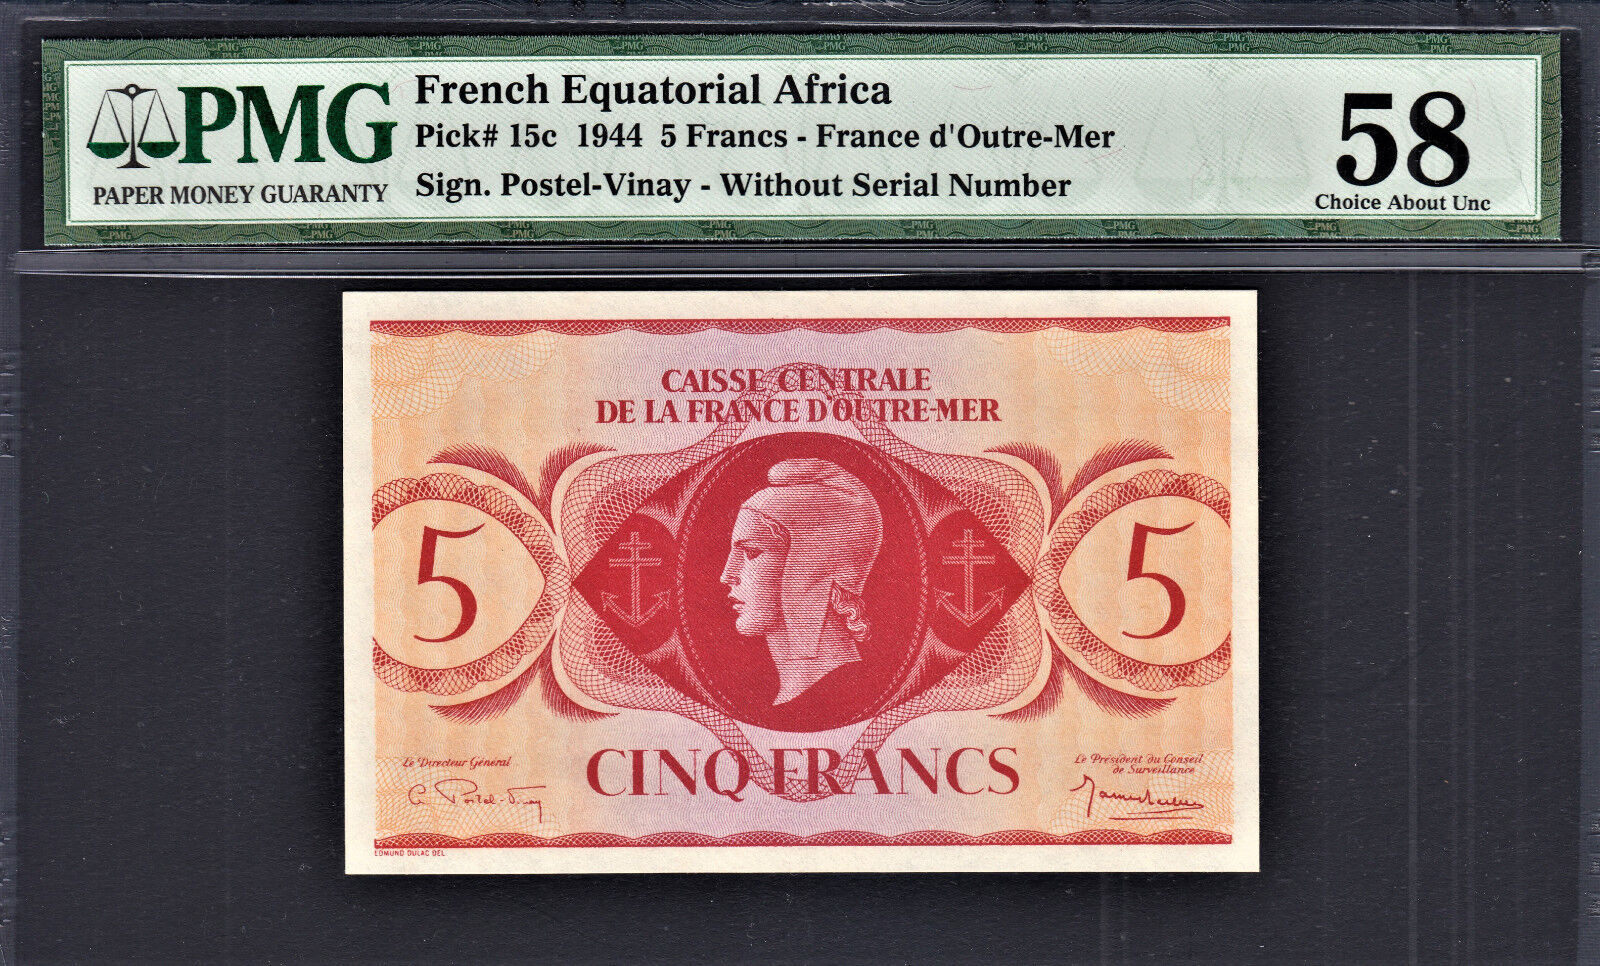 PMG
PAPER MONEY GUARANTY
French Equatorial Africa
Pick# 15c 1944 5 Francs - France d'Outre-Mer
Sign. Postel-Vinay - Without Serial Number
58
Choice About Unc
CAISSE CENTRALE
DE LA FRANCE D'OUTRE-MER
5
5
Le Directeur Général
CINQ FRANCS
Le Président du Conseil
de Surveillance
Postel-Vinay
EDMUND DULAC DEL